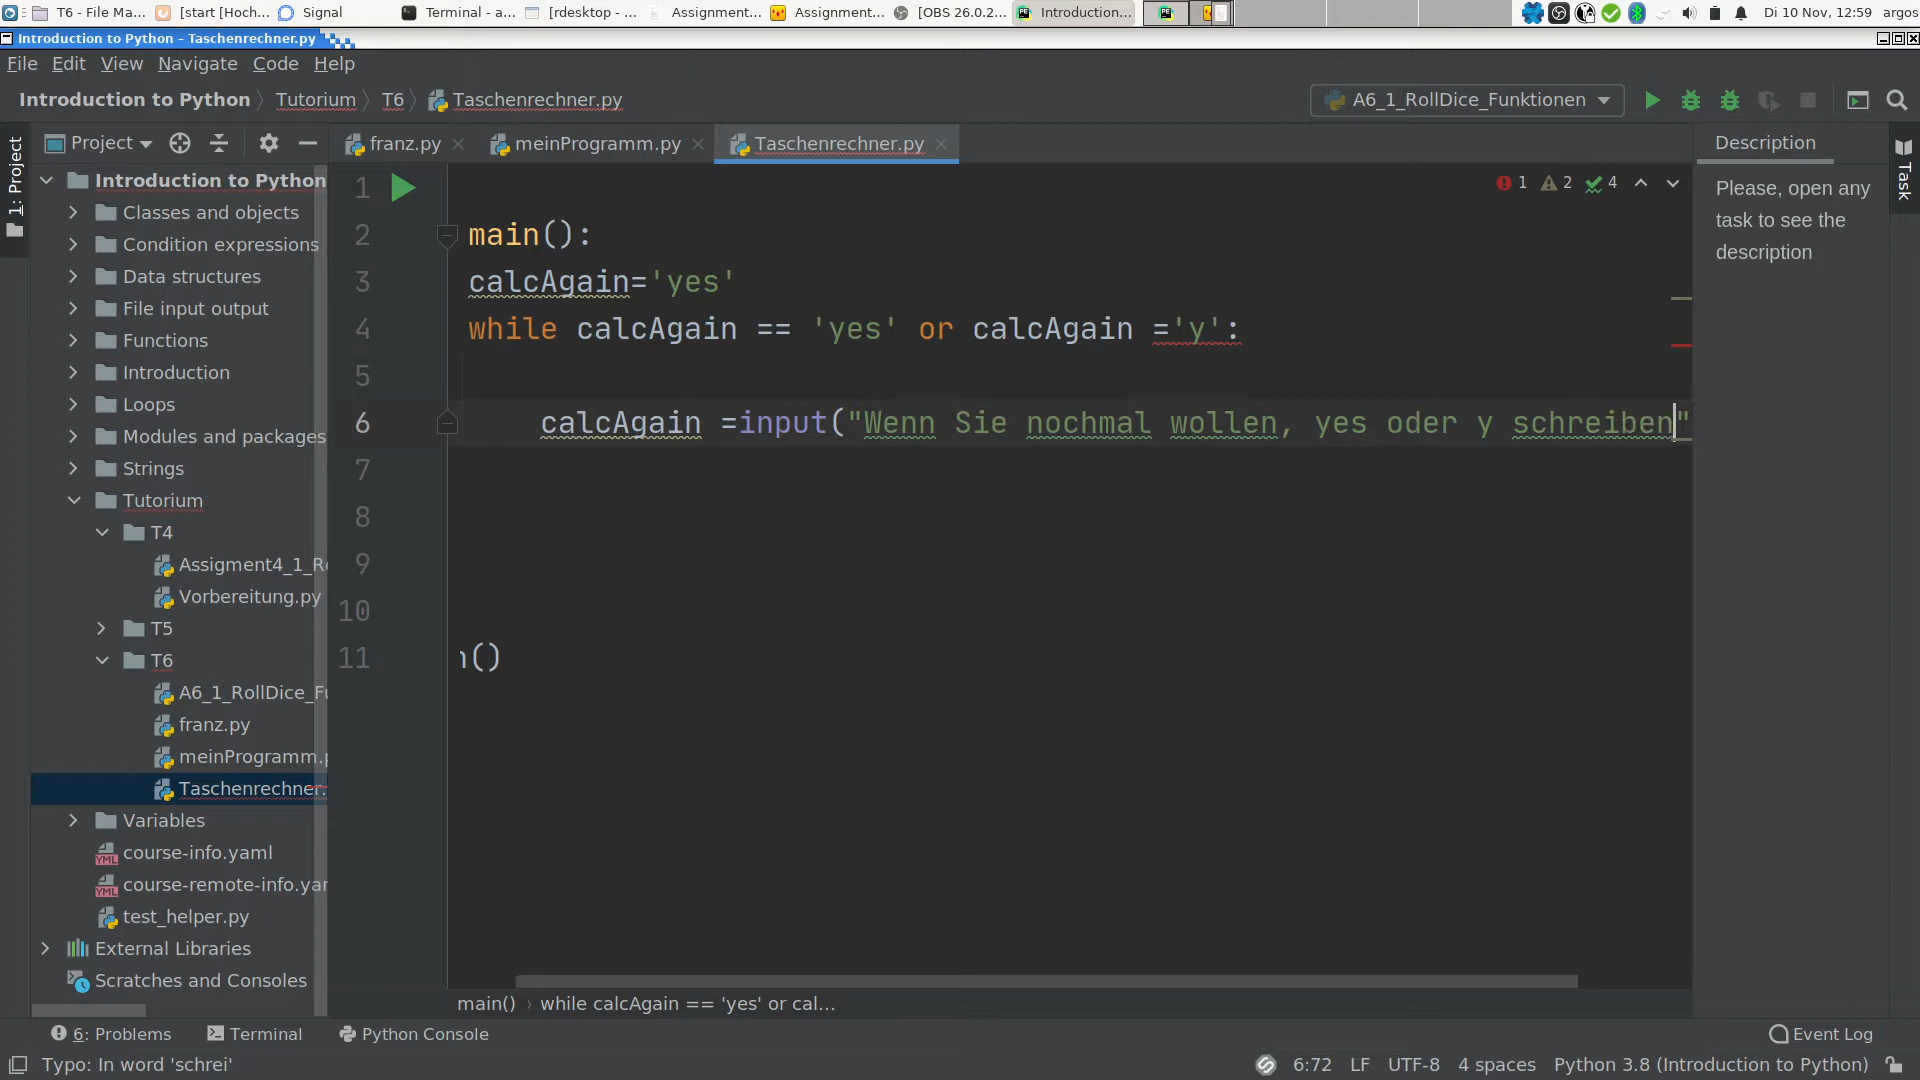 T6 - File Ma...
[start [Hoch...
Signal
Terminal - a...
[rdesktop - ...
Assignment...
Assignment...
[OBS 26.0.2...
Introduction...
Di 10 Nov, 12:59
argos
Introduction to Python – Taschenrechner.py
File Edit View Navigate Code Help
Introduction to Python
Tutorium
T6
Taschenrechner.py
A6_1_RollDice_Funktionen
1: Project
Project
franz.py
meinProgramm.py
Taschenrechner.py
Description
Task
Please, open any
task to see the
description
Introduction to Python
Classes and objects
Condition expressions
Data structures
File input output
Functions
Introduction
Loops
Modules and packages
Strings
Tutorium
T4
Assigment4_1_R
Vorbereitung.py
T5
T6
A6_1_RollDice_Fu
franz.py
meinProgramm.p
Taschenrechner.
Variables
course-info.yaml
course-remote-info.yam
test_helper.py
External Libraries
Scratches and Consoles
1 2 4
1
2 main():
3 calcAgain='yes'
4 while calcAgain == 'yes' or calcAgain ='y':
5
6 calcAgain =input("Wenn Sie nochmal wollen, yes oder y schreiben"
7
8
9
10
11 n()
main() › while calcAgain == 'yes' or cal...
6: Problems
Terminal
Python Console
Event Log
Typo: In word 'schrei'
6:72 LF UTF-8 4 spaces Python 3.8 (Introduction to Python)